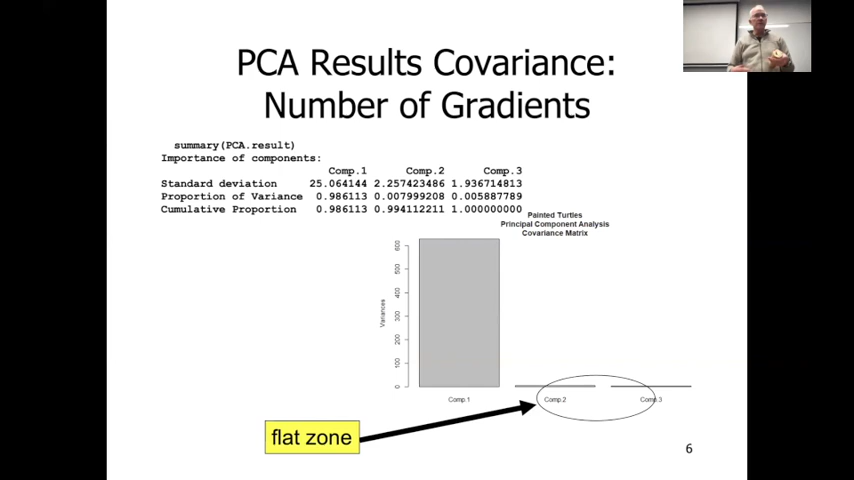 PCA Results Covariance:
Number of Gradients
summary(PCA.result)
Importance of components:
Comp.1 Comp.2 Comp.3
Standard deviation 25.064144 2.257423486 1.936714813
Proportion of Variance 0.986113 0.007999208 0.005887789
Cumulative Proportion 0.986113 0.994112211 1.000000000
Painted Turtles
Principal Component Analysis
Covariance Matrix
Variances
600
500
400
300
200
100
0
Comp.1 Comp.2 Comp.3
flat zone
6